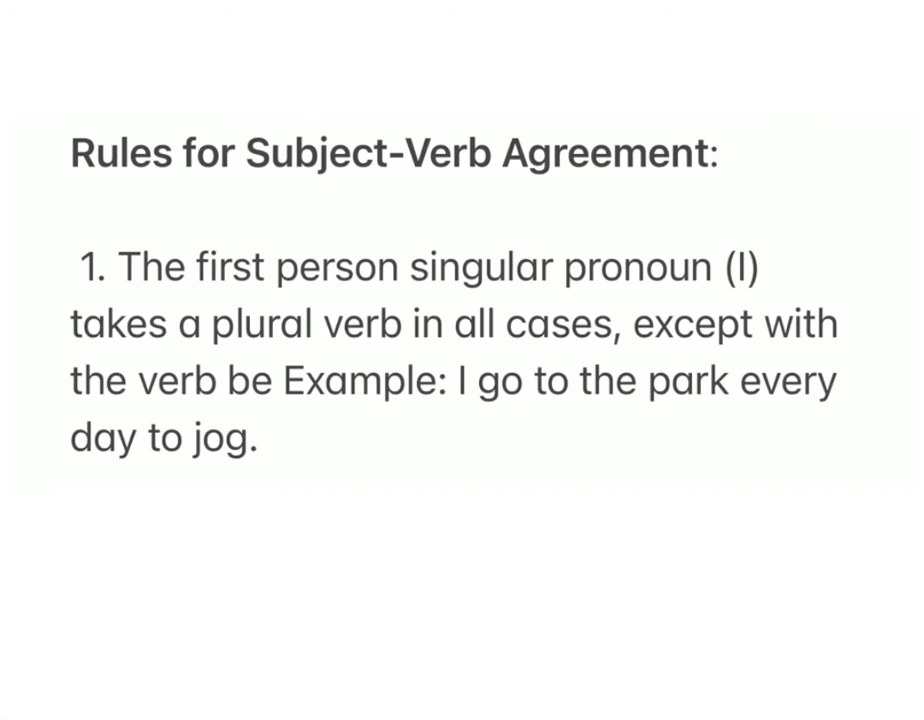 Rules for Subject-Verb Agreement:
1. The first person singular pronoun (I)
takes a plural verb in all cases, except with
the verb be Example: I go to the park every
day to jog.